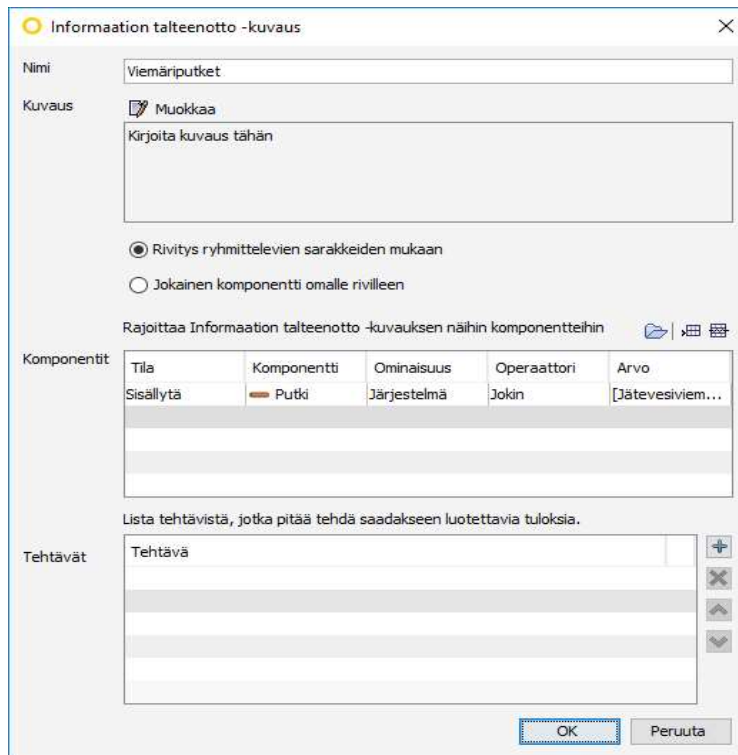 Informaation talteenotto -kuvaus
Nimi
Viemäriputket
Kuvaus
Muokkaa
Kirjoita kuvaus tähän
Rivitys ryhmittelevien sarakkeiden mukaan
Jokainen komponentti omalle rivilleen
Rajoittaa Informaation talteenotto -kuvauksen näihin komponentteihin
Komponentit
Tila Komponentti Ominaisuus Operaattori Arvo
Sisällytä Putki Järjestelmä Jokin [Jätevesiviem...
Lista tehtävistä, jotka pitää tehdä saadakseen luotettavia tuloksia.
Tehtävät
Tehtävä
OK Peruuta